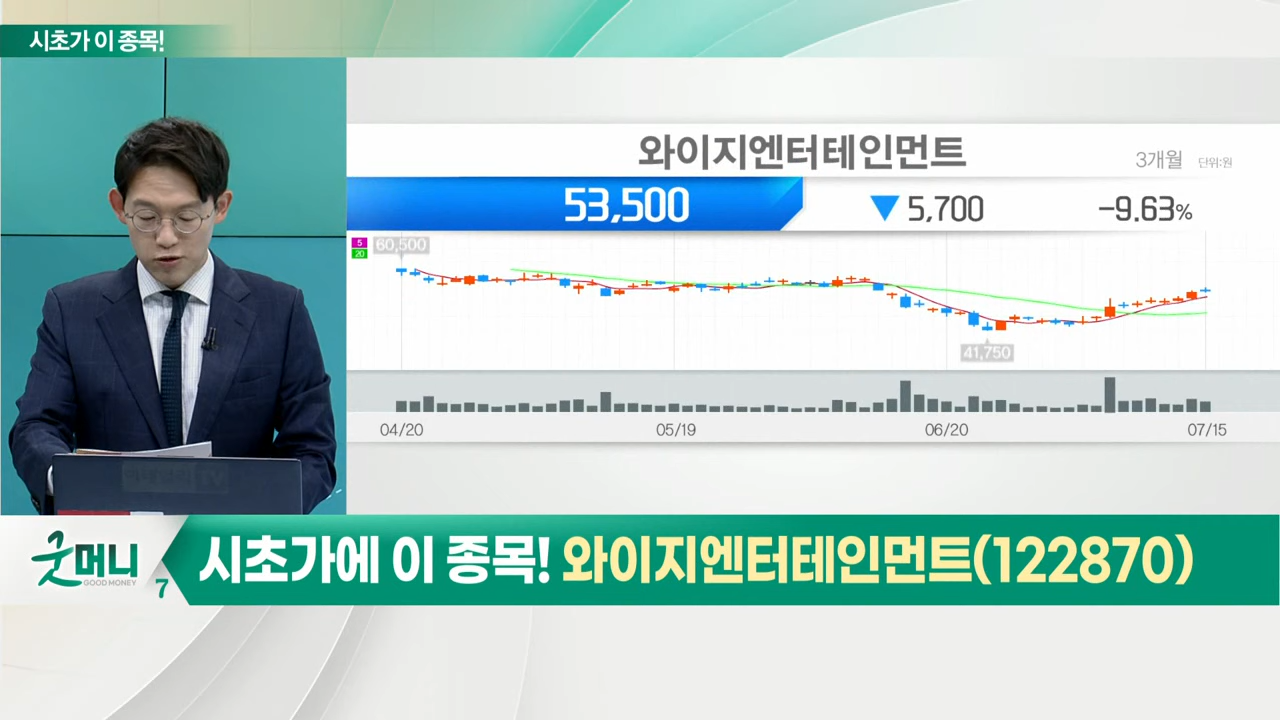 시초가 이 종목!
와이지엔터테인먼트
3개월 단위:원
53,500 ▼ 5,700 -9.63%
5
20
60,500
41,750
04/20 05/19 06/20 07/15
굿머니
GOOD MONEY
7
시초가에 이 종목! 와이지엔터테인먼트(122870)